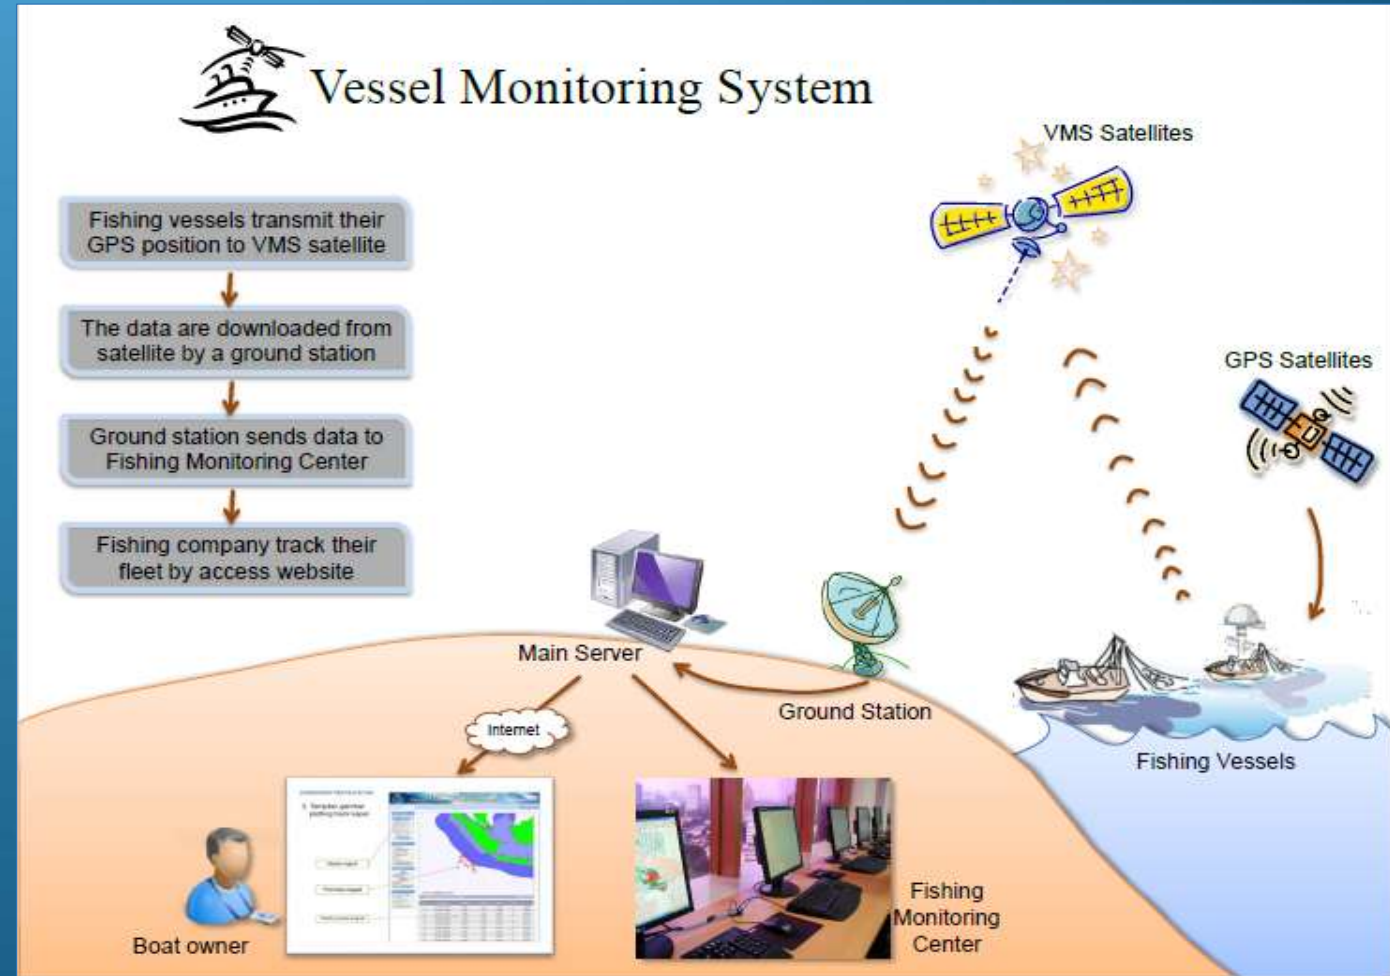 Vessel Monitoring System
VMS Satellites
Fishing vessels transmit their
GPS position to VMS satellite
The data are downloaded from
satellite by a ground station
GPS Satellites
Ground station sends data to
Fishing Monitoring Center
Fishing company track their
fleet by access website
Main Server
Ground Station
Internet
Fishing Vessels
Boat owner
Fishing
Monitoring
Center